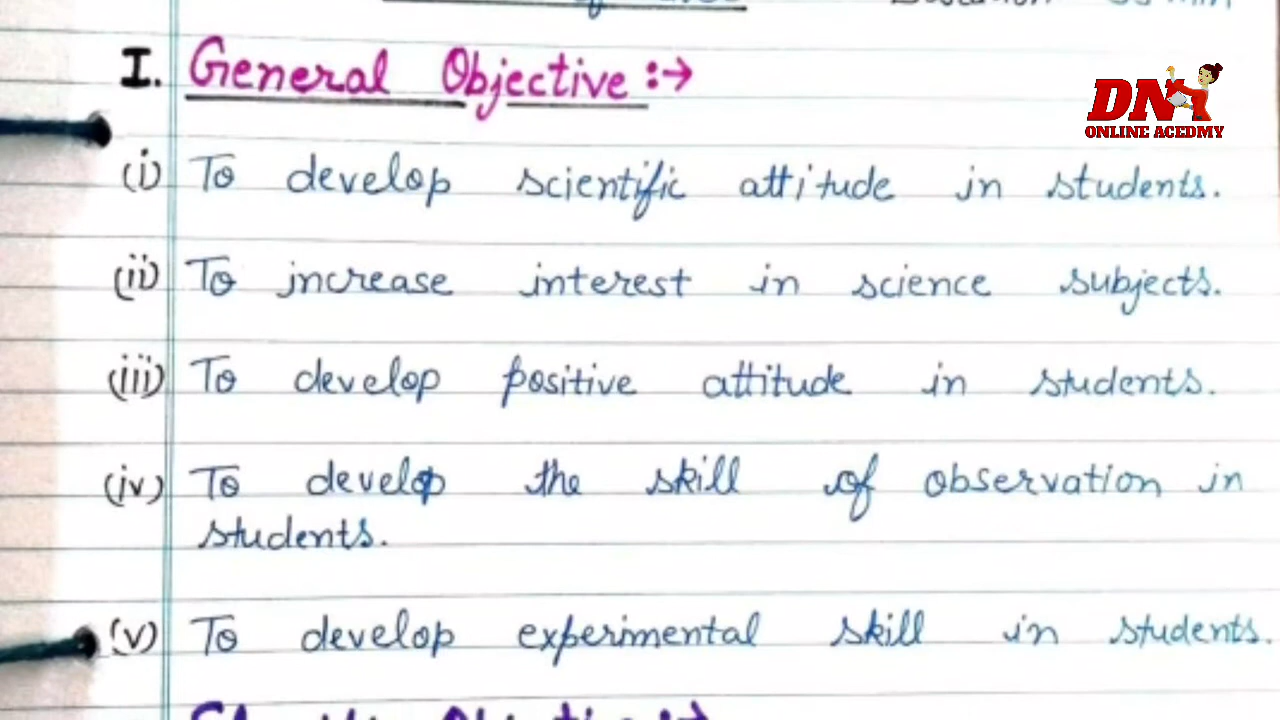 I. General Objective :→
DNA
ONLINE ACEDMY
(i) To develop scientific attitude in students.
(ii) To increase interest in science subjects.
(iii) To develop positive attitude in students.
(iv) To develop the skill of observation in
students.
(v) To develop experimental skill in students.
Objective :→